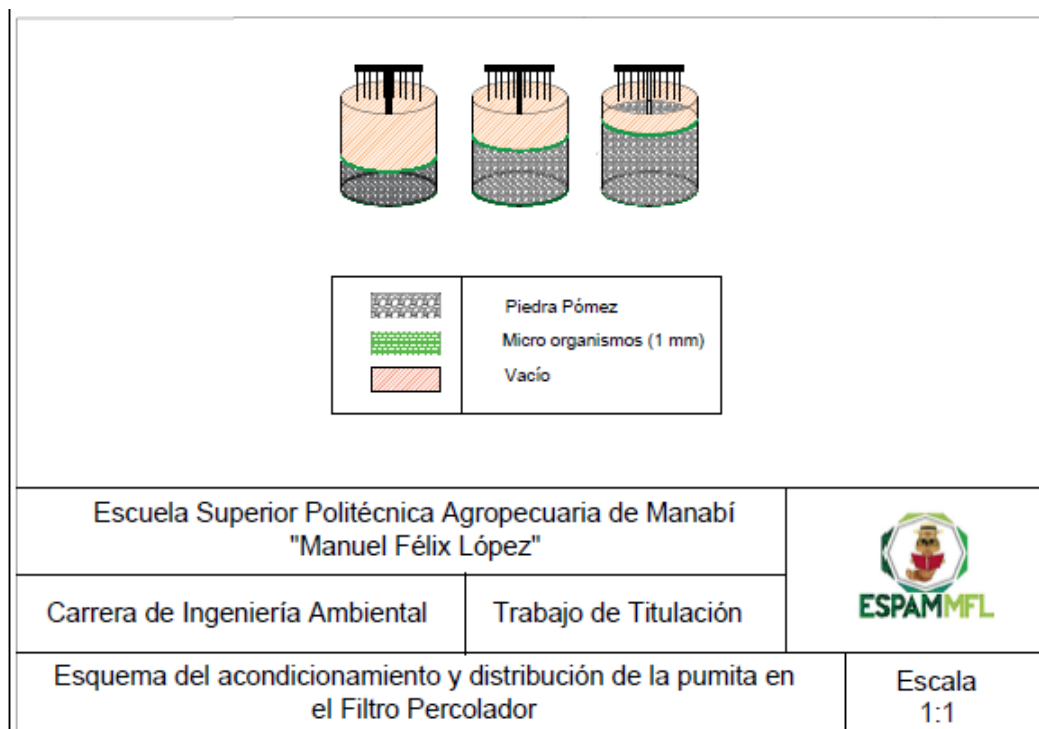 Piedra Pómez
Micro organismos (1 mm)
Vacío
Escuela Superior Politécnica Agropecuaria de Manabí
"Manuel Félix López"
ESPAMMFL
Carrera de Ingeniería Ambiental
Trabajo de Titulación
Esquema del acondicionamiento y distribución de la pumita en
el Filtro Percolador
Escala
1:1